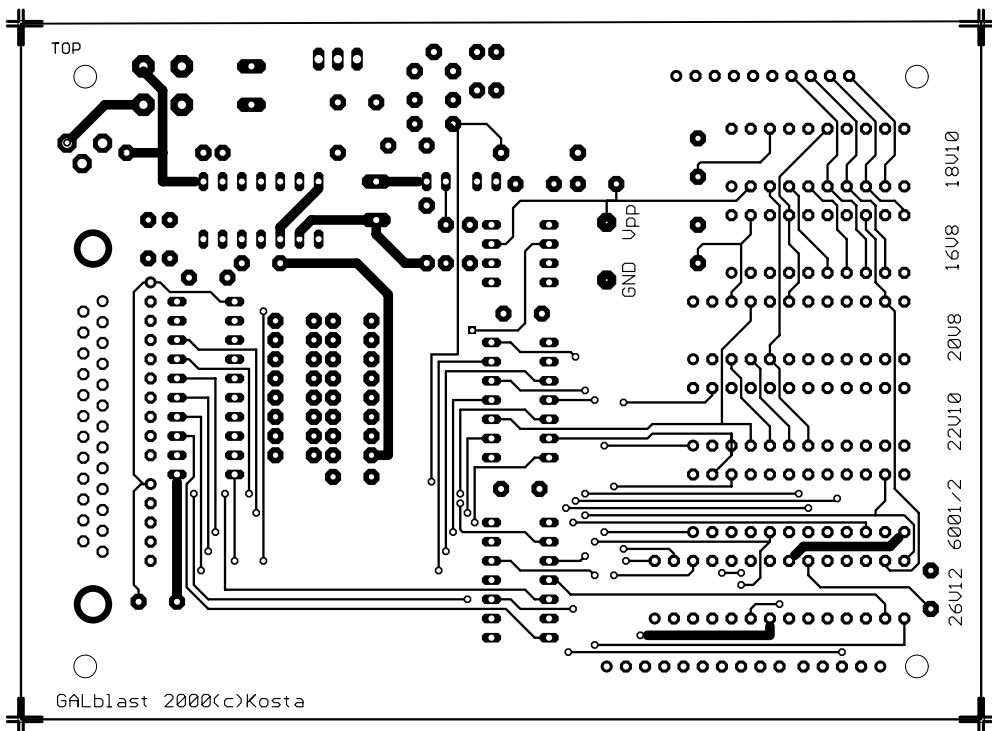 TOP
18V10
VPP
16V8
GND
20V8
22V10
6001/2
26V12
GALblast 2000(c)Kosta